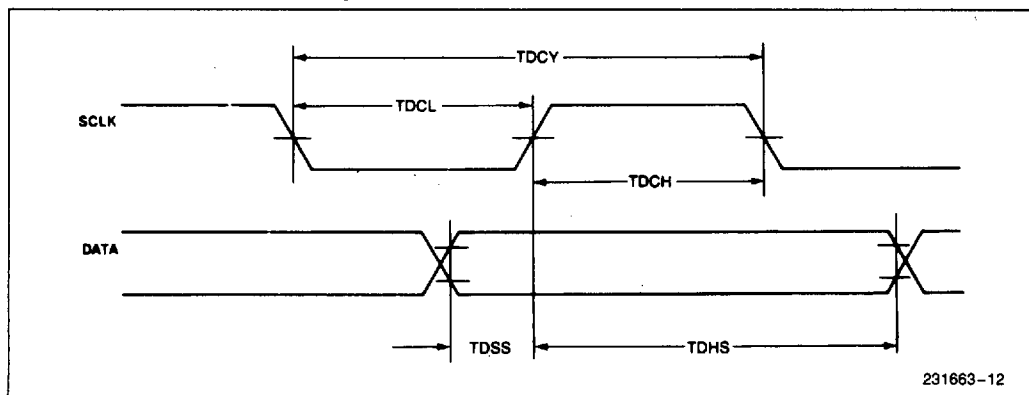 TDCY
TDCL
SCLK
TDCH
DATA
TDSS
TDHS
231663-12